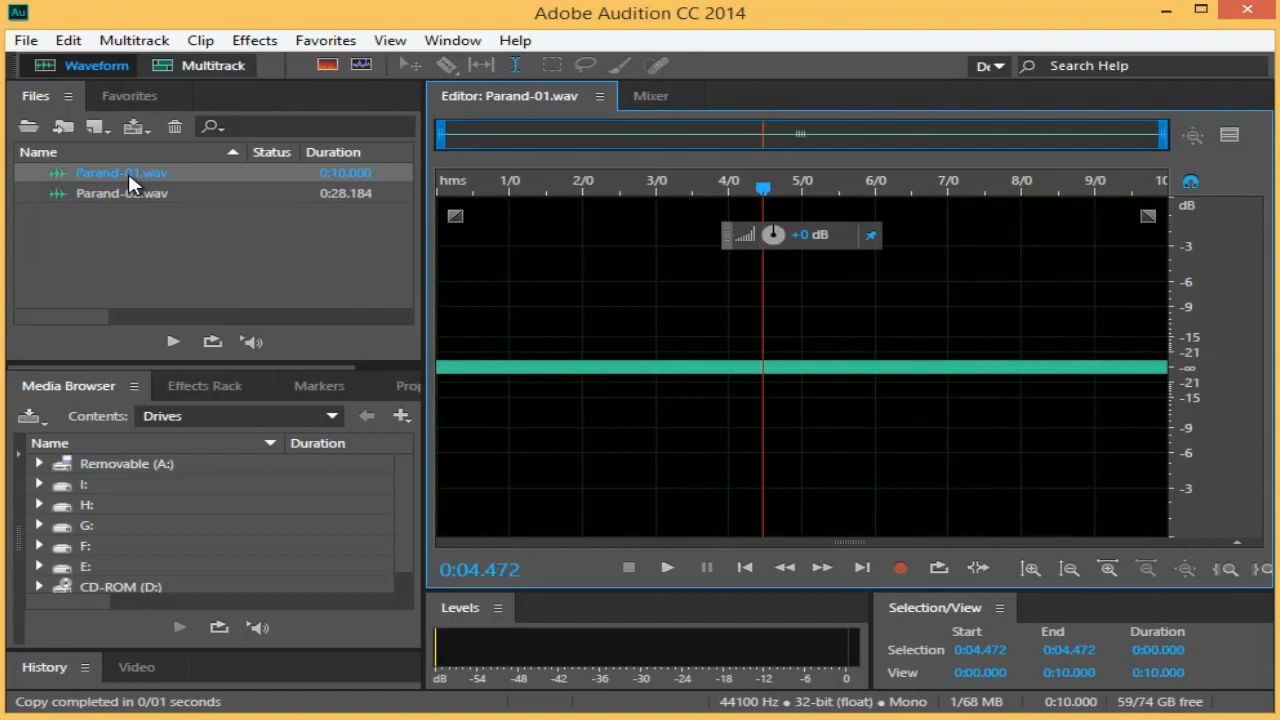 Au Adobe Audition CC 2014
File Edit Multitrack Clip Effects Favorites View Window Help
Waveform Multitrack De Search Help
Files Favorites
Name Status Duration
Parand-01.wav 0:10.000
Parand-02.wav 0:28.184
Media Browser Effects Rack Markers Prop
Contents: Drives
Name Duration
Removable (A:)
I:
H:
G:
F:
E:
CD-ROM (D:)
History Video
Editor: Parand-01.wav Mixer
hms 1/0 2/0 3/0 4/0 5/0 6/0 7/0 8/0 9/0 10
dB
+0 dB
-3
-6
-9
-15
-21
-∞
-21
-15
-9
-6
-3
0:04.472
Levels
dB -54 -48 -42 -36 -30 -24 -18 -12 -6 0
Selection/View
Start End Duration
Selection 0:04.472 0:04.472 0:00.000
View 0:00.000 0:10.000 0:10.000
Copy completed in 0/01 seconds 44100 Hz ● 32-bit (float) ● Mono 1/68 MB 0:10.000 59/74 GB free